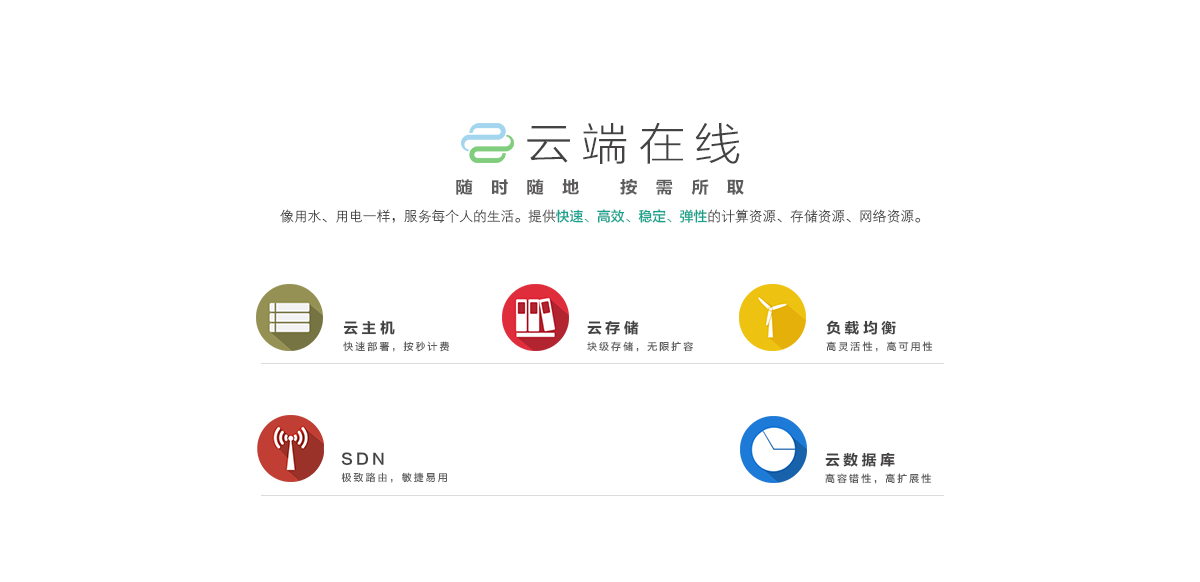 云端在线
随时随地 按需所取
像用水、用电一样，服务每个人的生活。提供快速、高效、稳定、弹性的计算资源、存储资源、网络资源。
云主机
快速部署，按秒计费
云存储
块级存储，无限扩容
负载均衡
高灵活性，高可用性
SDN
极致路由，敏捷易用
云数据库
高容错性，高扩展性